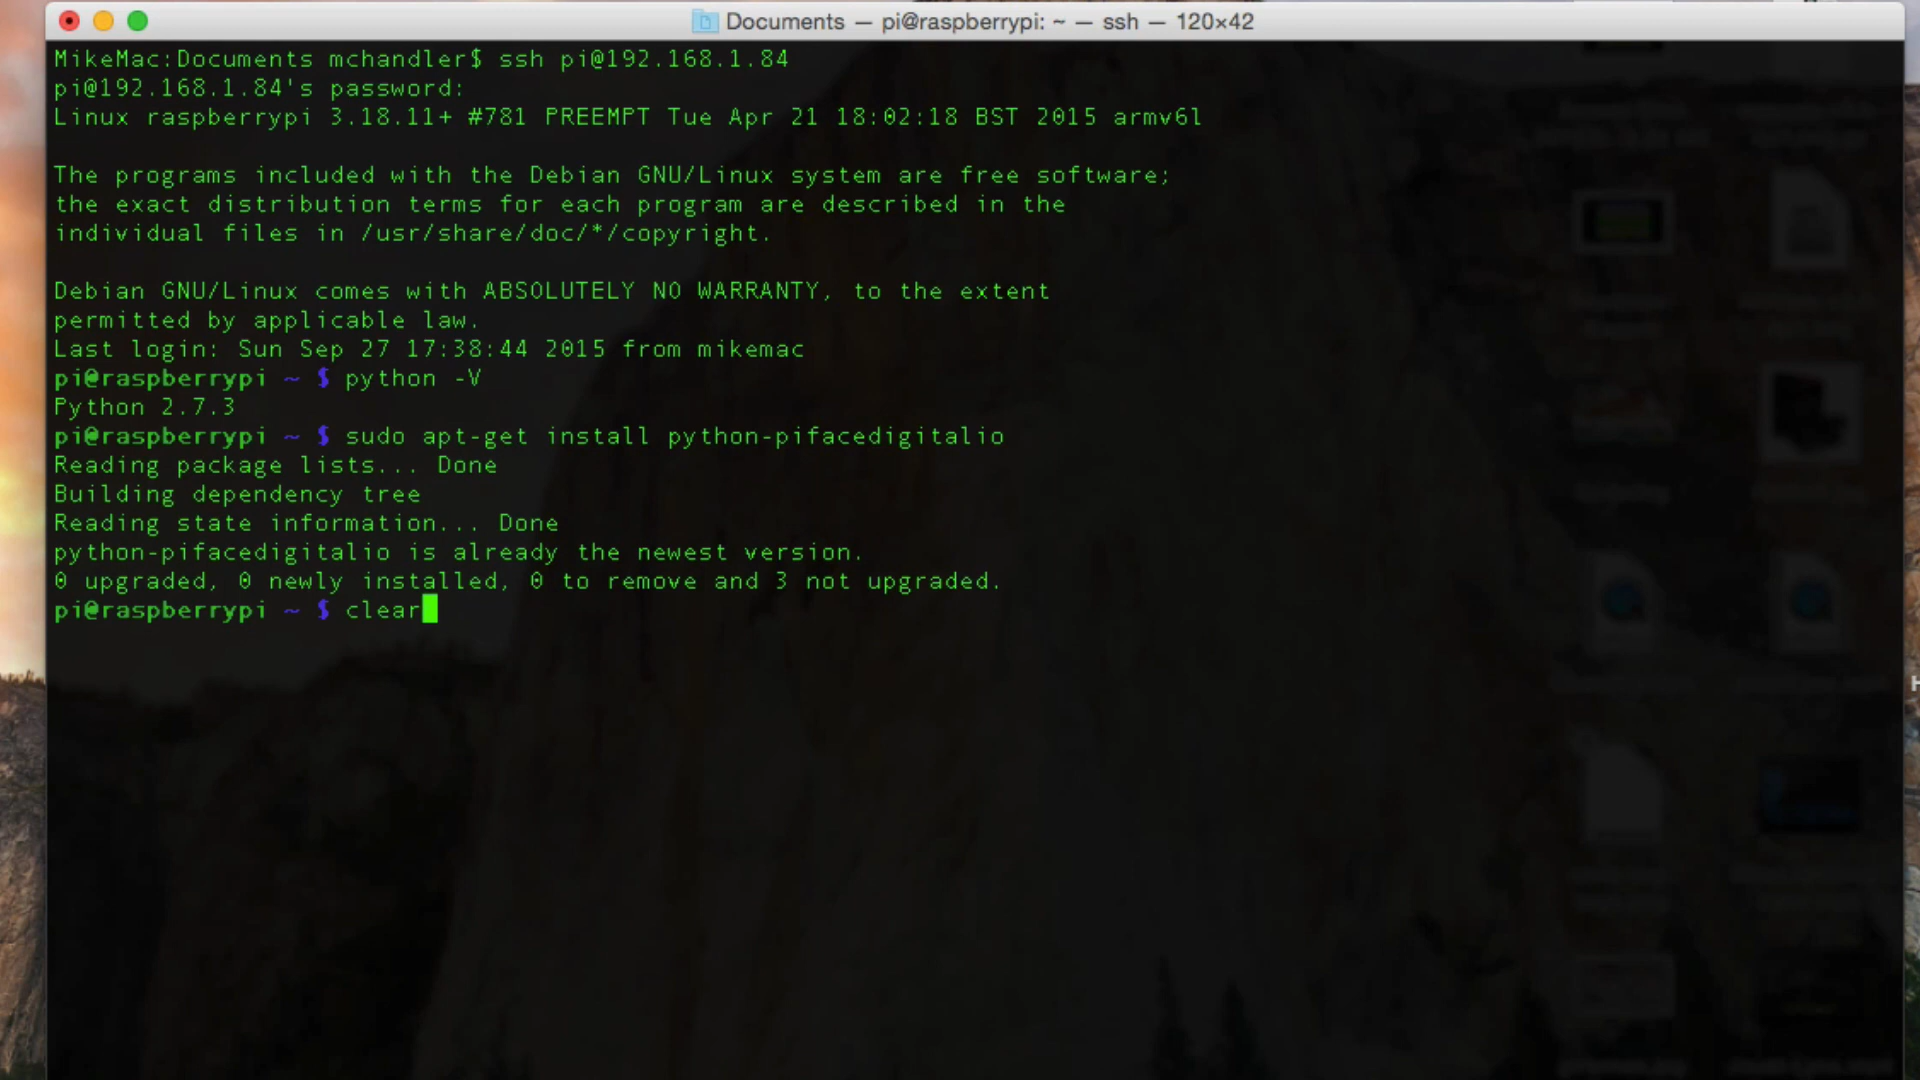 Documents — pi@raspberrypi: ~ — ssh — 120×42
MikeMac:Documents mchandler$ ssh pi@192.168.1.84
pi@192.168.1.84's password:
Linux raspberrypi 3.18.11+ #781 PREEMPT Tue Apr 21 18:02:18 BST 2015 armv6l
The programs included with the Debian GNU/Linux system are free software;
the exact distribution terms for each program are described in the
individual files in /usr/share/doc/*/copyright.
Debian GNU/Linux comes with ABSOLUTELY NO WARRANTY, to the extent
permitted by applicable law.
Last login: Sun Sep 27 17:38:44 2015 from mikemac
pi@raspberrypi ~ $ python -V
Python 2.7.3
pi@raspberrypi ~ $ sudo apt-get install python-pifacedigitalio
Reading package lists... Done
Building dependency tree
Reading state information... Done
python-pifacedigitalio is already the newest version.
0 upgraded, 0 newly installed, 0 to remove and 3 not upgraded.
pi@raspberrypi ~ $ clear